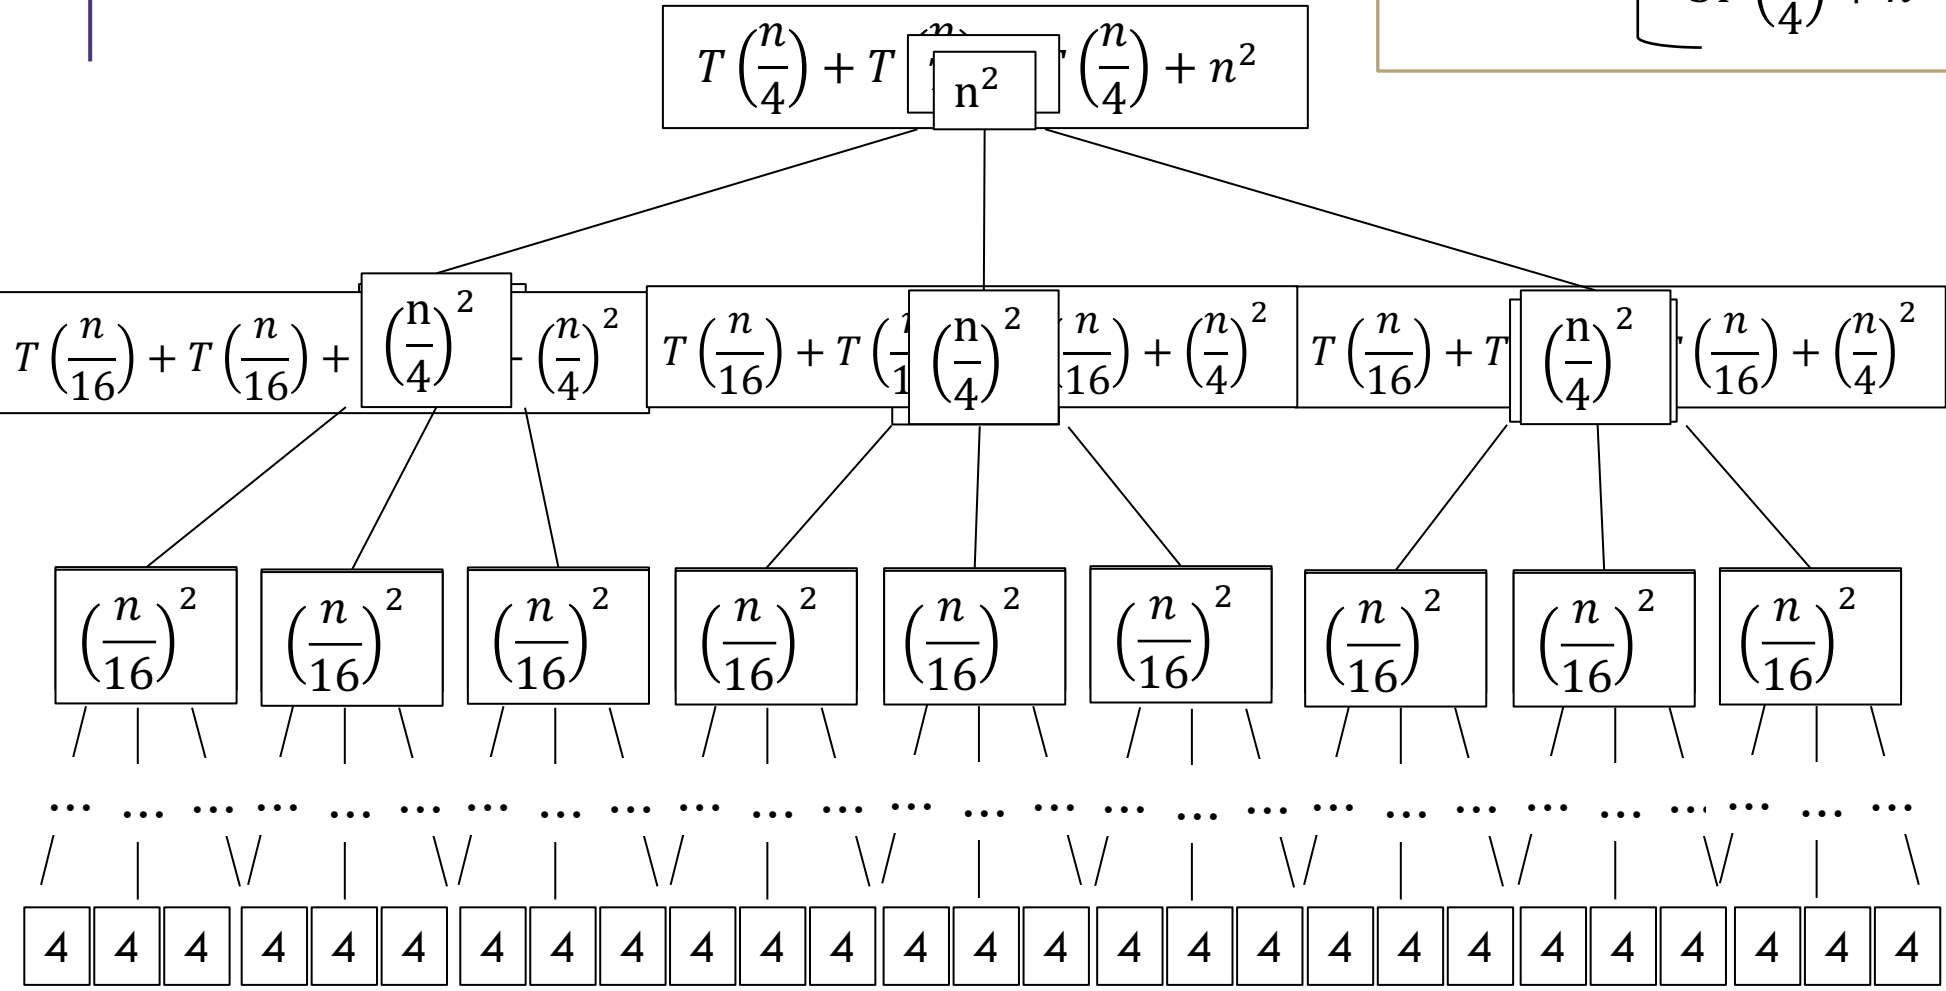 T(n/4) + T (n/4) + n²
n²
T(n/16) + T(n/16) + (n/4)² T(n/16) + T( n/16) + (n/4)² T(n/16) + T (n/16) + (n/4)²
(n/4)² (n/4)² (n/4)²
(n/16)² (n/16)² (n/16)² (n/16)² (n/16)² (n/16)² (n/16)² (n/16)² (n/16)²
... ... ... ... ... ... ... ... ... ... ... ... ... ... ... ... ... ... ... ... ... ... ... ... ... ... ...
4 4 4 4 4 4 4 4 4 4 4 4 4 4 4 4 4 4 4 4 4 4 4 4 4 4 4